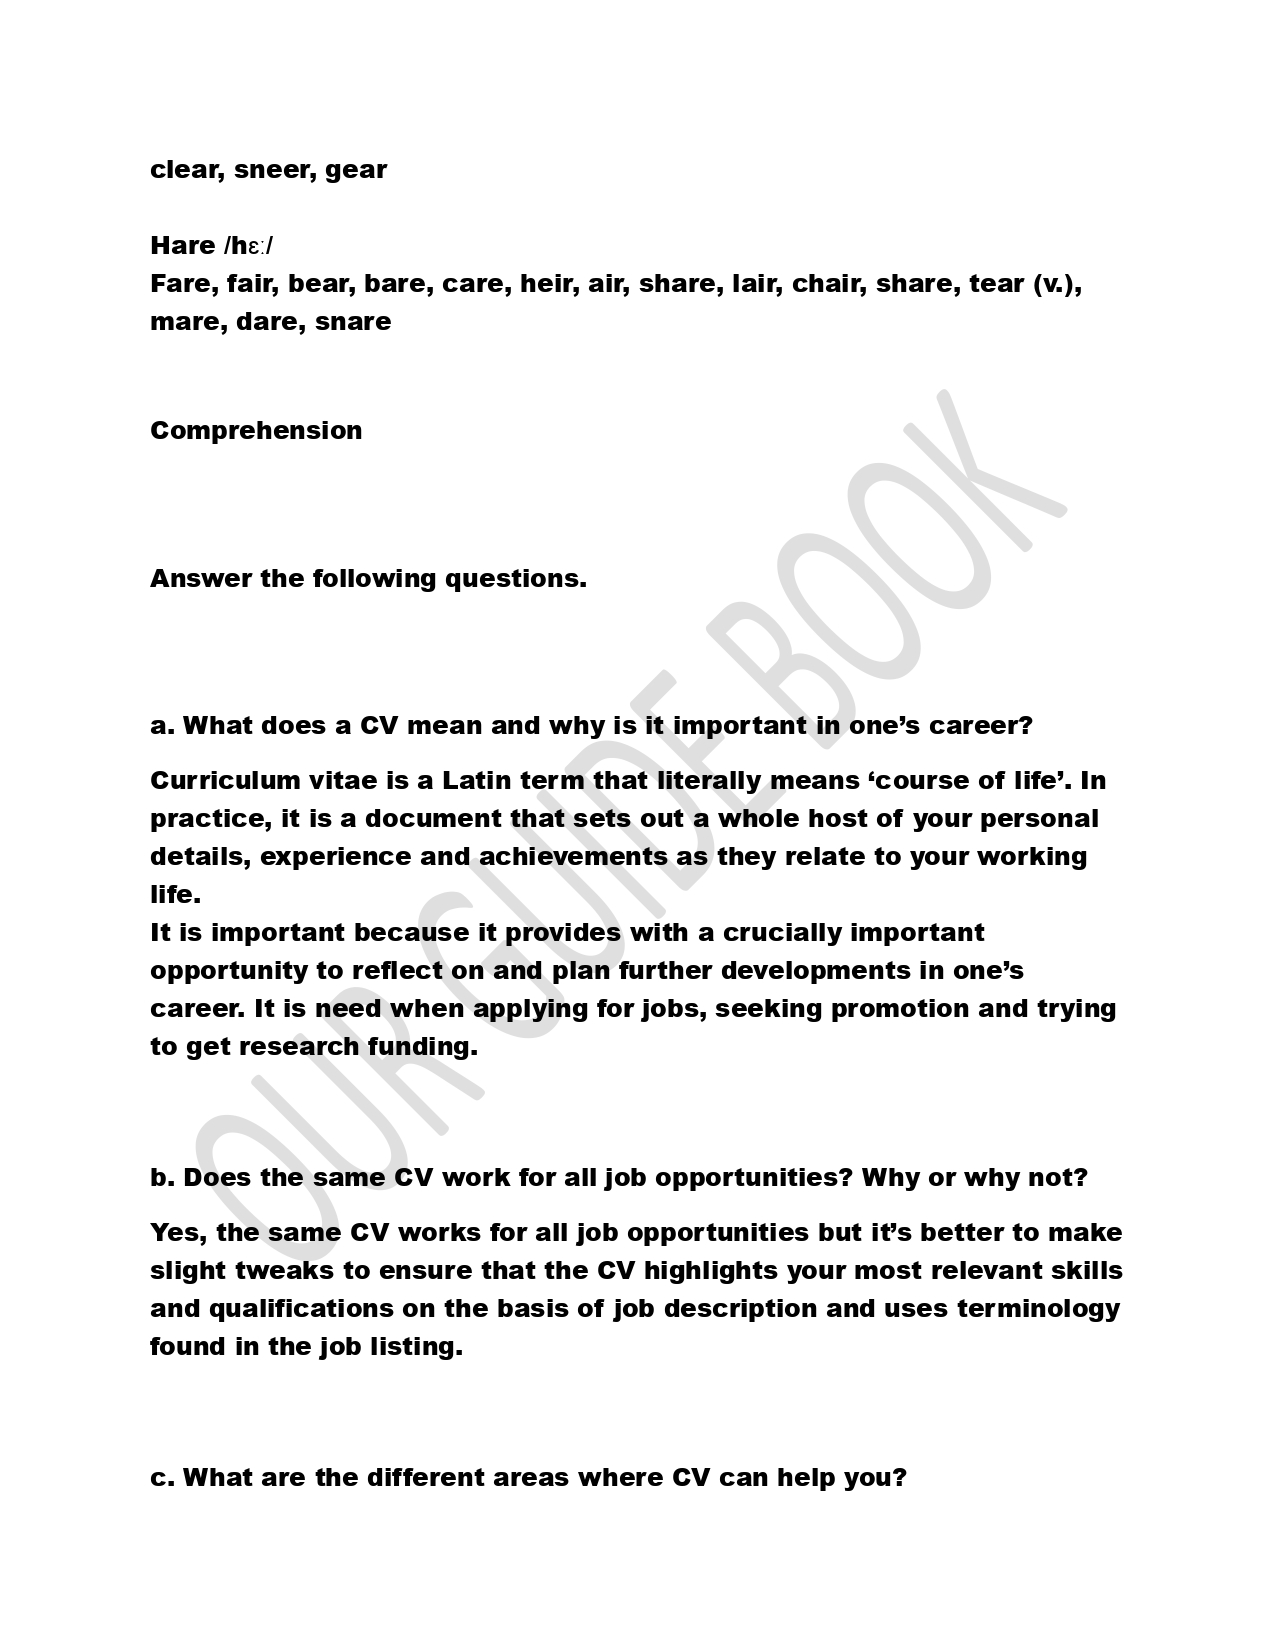 clear, sneer, gear
Hare /hɛː/
Fare, fair, bear, bare, care, heir, air, share, lair, chair, share, tear (v.),
mare, dare, snare
Comprehension
Answer the following questions.
a. What does a CV mean and why is it important in one’s career?
Curriculum vitae is a Latin term that literally means ‘course of life’. In
practice, it is a document that sets out a whole host of your personal
details, experience and achievements as they relate to your working
life.
It is important because it provides with a crucially important
opportunity to reflect on and plan further developments in one’s
career. It is need when applying for jobs, seeking promotion and trying
to get research funding.
b. Does the same CV work for all job opportunities? Why or why not?
Yes, the same CV works for all job opportunities but it’s better to make
slight tweaks to ensure that the CV highlights your most relevant skills
and qualifications on the basis of job description and uses terminology
found in the job listing.
c. What are the different areas where CV can help you?
OUR GUIDE BOOK